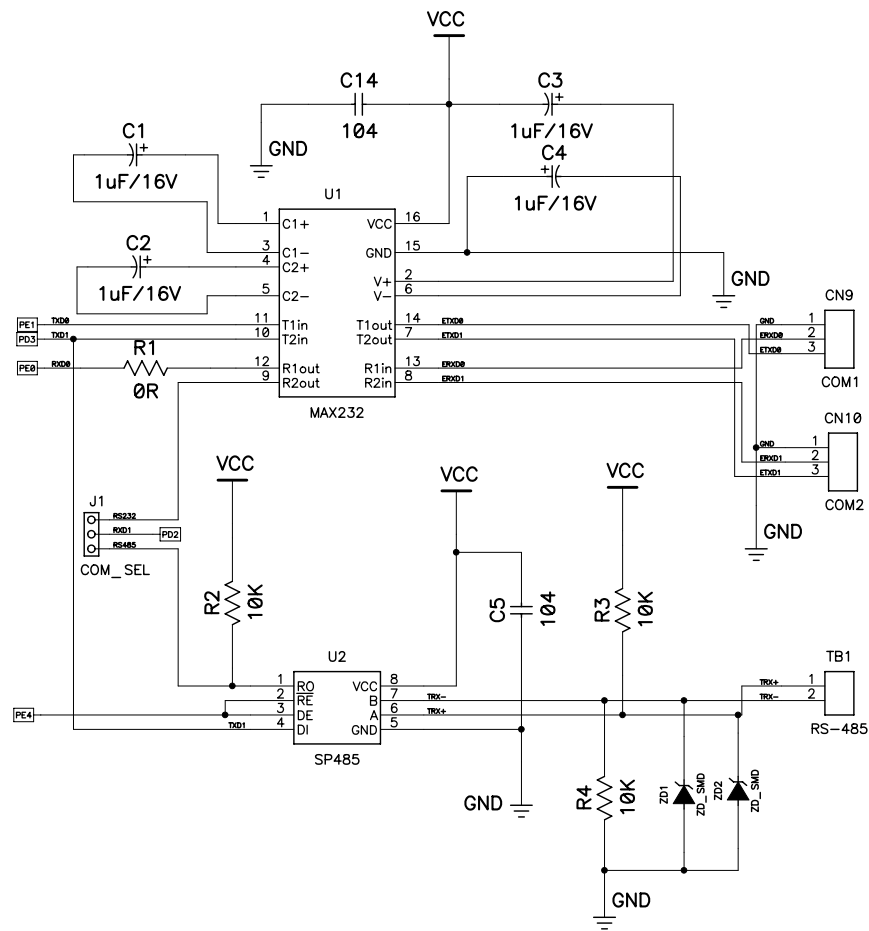 VCC
C14
104
GND
C3
1uF/16V
C4
1uF/16V
C1
1uF/16V
C2
1uF/16V
U1
1 C1+
3 C1-
4 C2+
5 C2-
11 T1in
10 T2in
12 R1out
9 R2out
VCC 16
GND 15
V+ 2
V- 6
T1out 14
T2out 7
R1in 13
R2in 8
MAX232
GND
PE1 TXD0
PD3 TXD1
PE0 RXD0
R1
0R
ETXD0
ETXD1
ERXD0
ERXD1
CN9
GND 1
ERXD0 2
ETXD0 3
COM1
CN10
GND 1
ERXD1 2
ETXD1 3
COM2
GND
J1
RS232
RXD1 PD2
RS485
COM_SEL
VCC
R2
10K
VCC
C5
104
VCC
R3
10K
U2
1 RO
2 RE
3 DE
4 DI
VCC 8
B 7
A 6
GND 5
SP485
PE4
TXD1
TRX-
TRX+
TB1
TRX+ 1
TRX- 2
RS-485
GND
R4
10K
ZD1
ZD_SMD
ZD2
ZD_SMD
GND